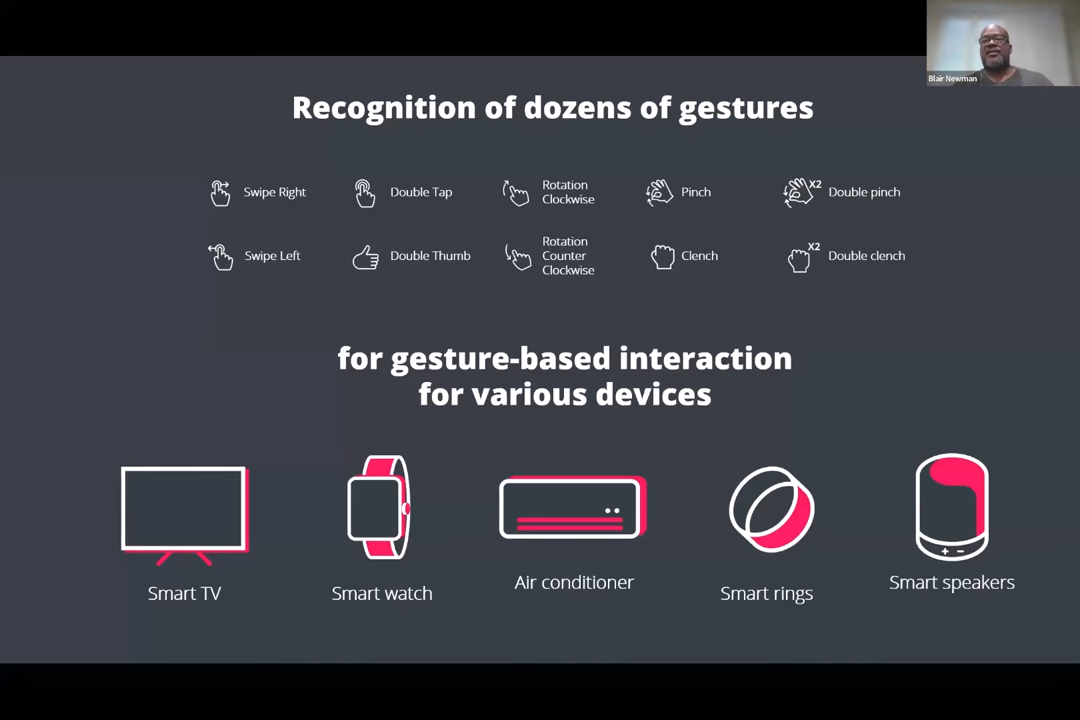 Blair Newman
Recognition of dozens of gestures
Swipe Right
Double Tap
Rotation
Clockwise
Pinch
X2
Double pinch
Swipe Left
Double Thumb
Rotation
Counter
Clockwise
Clench
X2
Double clench
for gesture-based interaction
for various devices
Smart TV
Smart watch
Air conditioner
Smart rings
+ −
Smart speakers